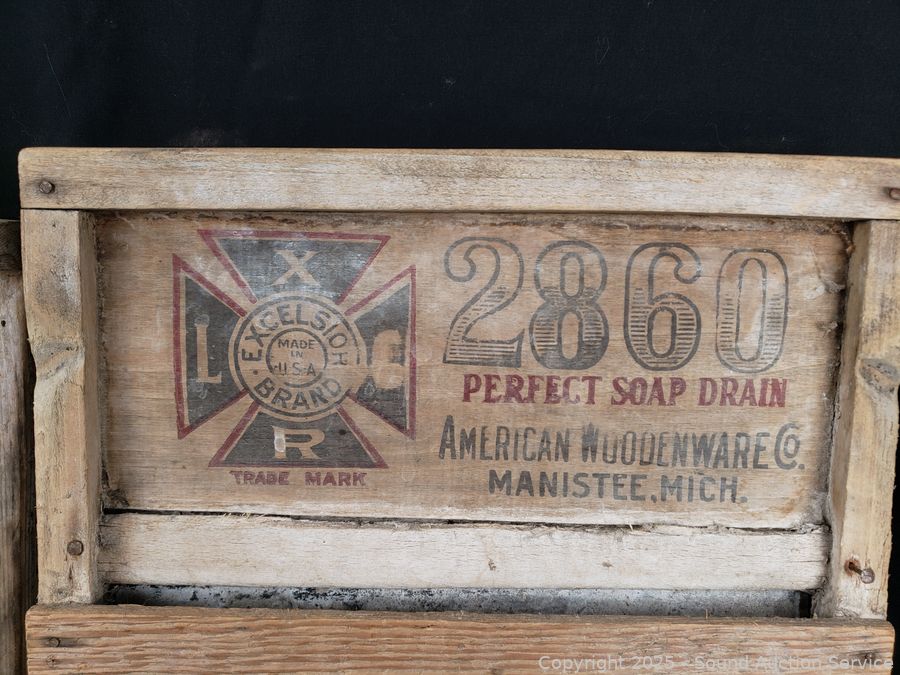 X
L
EXCELSIOR
MADE
IN
U.S.A.
BRAND
R
TRADE MARK
2860
PERFECT SOAP DRAIN
AMERICAN WOODENWARE CO.
MANISTEE, MICH.
Copyright 2025 - Sound Auction Service